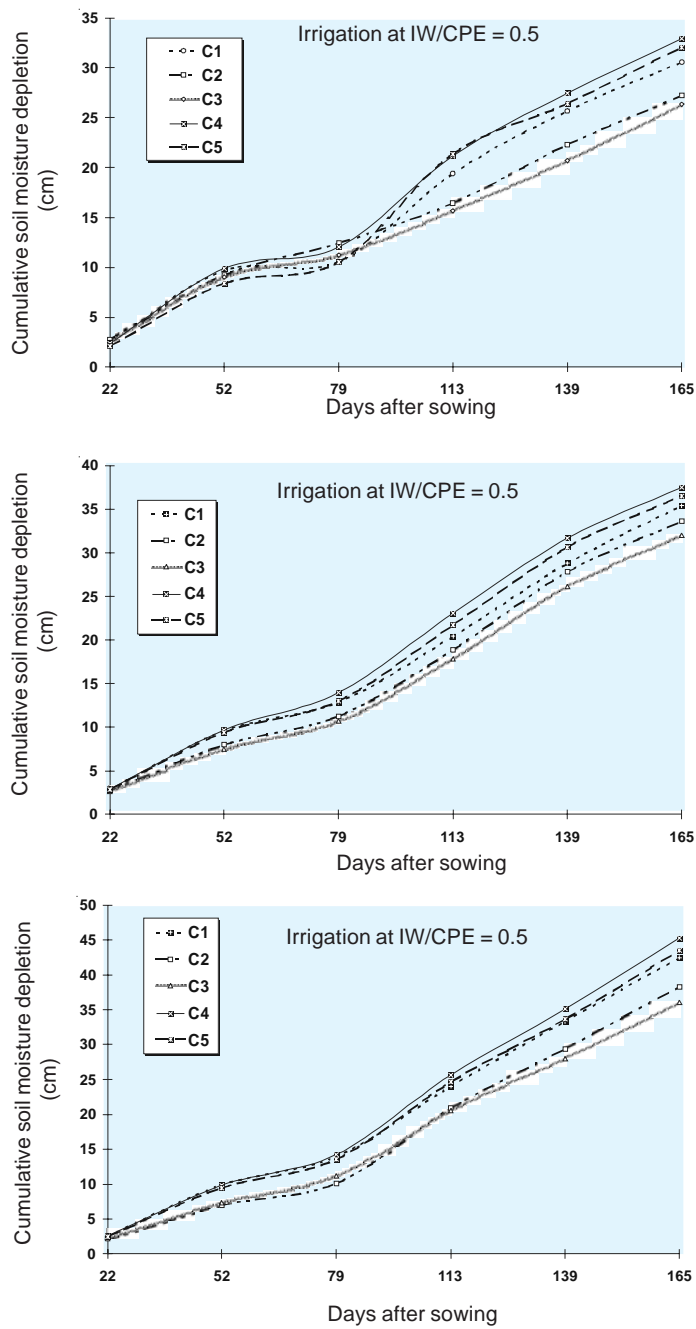 Irrigation at IW/CPE = 0.5
C1
C2
C3
C4
C5
Cumulative soil moisture depletion
(cm)
35
30
25
20
15
10
5
0
22 52 79 113 139 165
Days after sowing
Irrigation at IW/CPE = 0.5
C1
C2
C3
C4
C5
Cumulative soil moisture depletion
(cm)
40
35
30
25
20
15
10
5
0
22 52 79 113 139 165
Days after sowing
Irrigation at IW/CPE = 0.5
C1
C2
C3
C4
C5
Cumulative soil moisture depletion
(cm)
50
45
40
35
30
25
20
15
10
5
0
22 52 79 113 139 165
Days after sowing